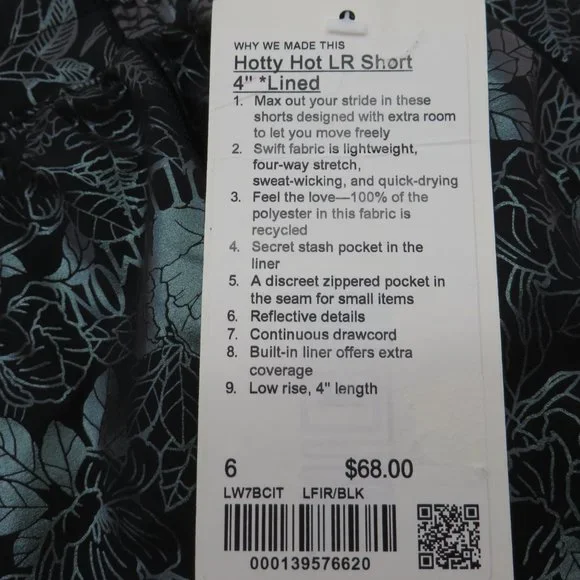 WHY WE MADE THIS
Hotty Hot LR Short
4" *Lined
1. Max out your stride in these
shorts designed with extra room
to let you move freely
2. Swift fabric is lightweight,
four-way stretch,
sweat-wicking, and quick-drying
3. Feel the love—100% of the
polyester in this fabric is
recycled
4. Secret stash pocket in the
liner
5. A discreet zippered pocket in
the seam for small items
6. Reflective details
7. Continuous drawcord
8. Built-in liner offers extra
coverage
9. Low rise, 4" length
6 $68.00
LW7BCIT LFIR/BLK
000139576620